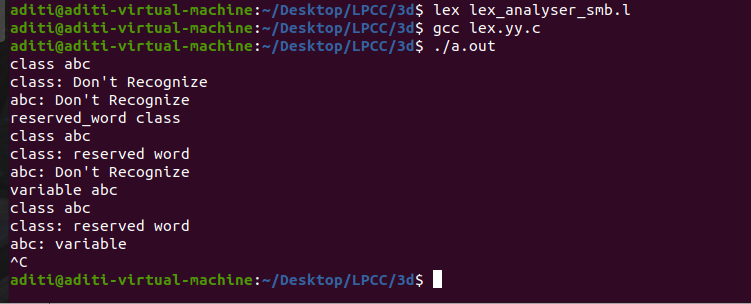 aditi@aditi-virtual-machine:~/Desktop/LPCC/3d$ lex lex_analyser_smb.l
aditi@aditi-virtual-machine:~/Desktop/LPCC/3d$ gcc lex.yy.c
aditi@aditi-virtual-machine:~/Desktop/LPCC/3d$ ./a.out
class abc
class: Don't Recognize
abc: Don't Recognize
reserved_word class
class abc
class: reserved word
abc: Don't Recognize
variable abc
class abc
class: reserved word
abc: variable
^C
aditi@aditi-virtual-machine:~/Desktop/LPCC/3d$